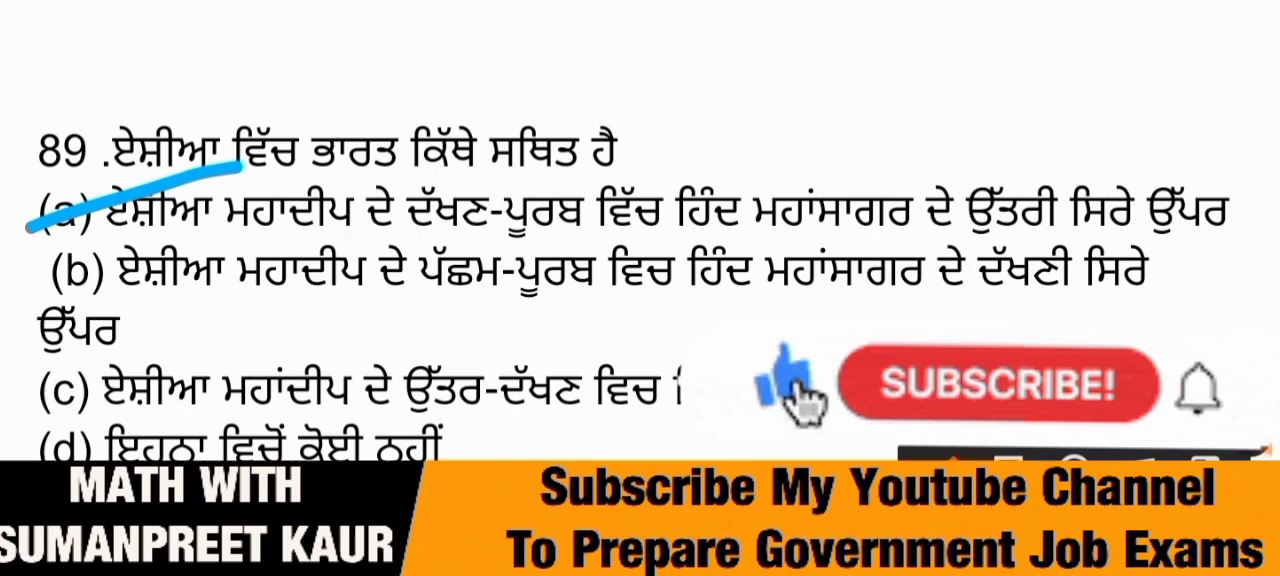 89 .ਏਸ਼ੀਆ ਵਿੱਚ ਭਾਰਤ ਕਿੱਥੇ ਸਥਿਤ ਹੈ
(a) ਏਸ਼ੀਆ ਮਹਾਦੀਪ ਦੇ ਦੱਖਣ-ਪੂਰਬ ਵਿੱਚ ਹਿੰਦ ਮਹਾਂਸਾਗਰ ਦੇ ਉੱਤਰੀ ਸਿਰੇ ਉੱਪਰ
(b) ਏਸ਼ੀਆ ਮਹਾਦੀਪ ਦੇ ਪੱਛਮ-ਪੂਰਬ ਵਿਚ ਹਿੰਦ ਮਹਾਂਸਾਗਰ ਦੇ ਦੱਖਣੀ ਸਿਰੇ
ਉੱਪਰ
(c) ਏਸ਼ੀਆ ਮਹਾਂਦੀਪ ਦੇ ਉੱਤਰ-ਦੱਖਣ ਵਿਚ
SUBSCRIBE!
(d) ਇਹਨਾ ਵਿਚੋਂ ਕੋਈ ਨਹੀਂ
MATH WITH
SUMANPREET KAUR
Subscribe My Youtube Channel
To Prepare Government Job Exams